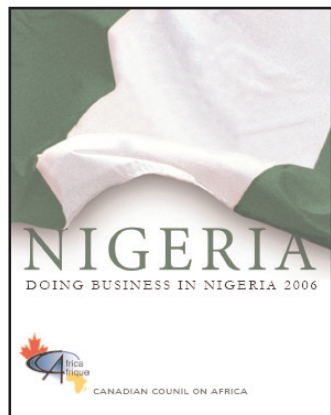 NIGERIA
DOING BUSINESS IN NIGERIA 2006
Africa
Afrique
CANADIAN COUNIL ON AFRICA